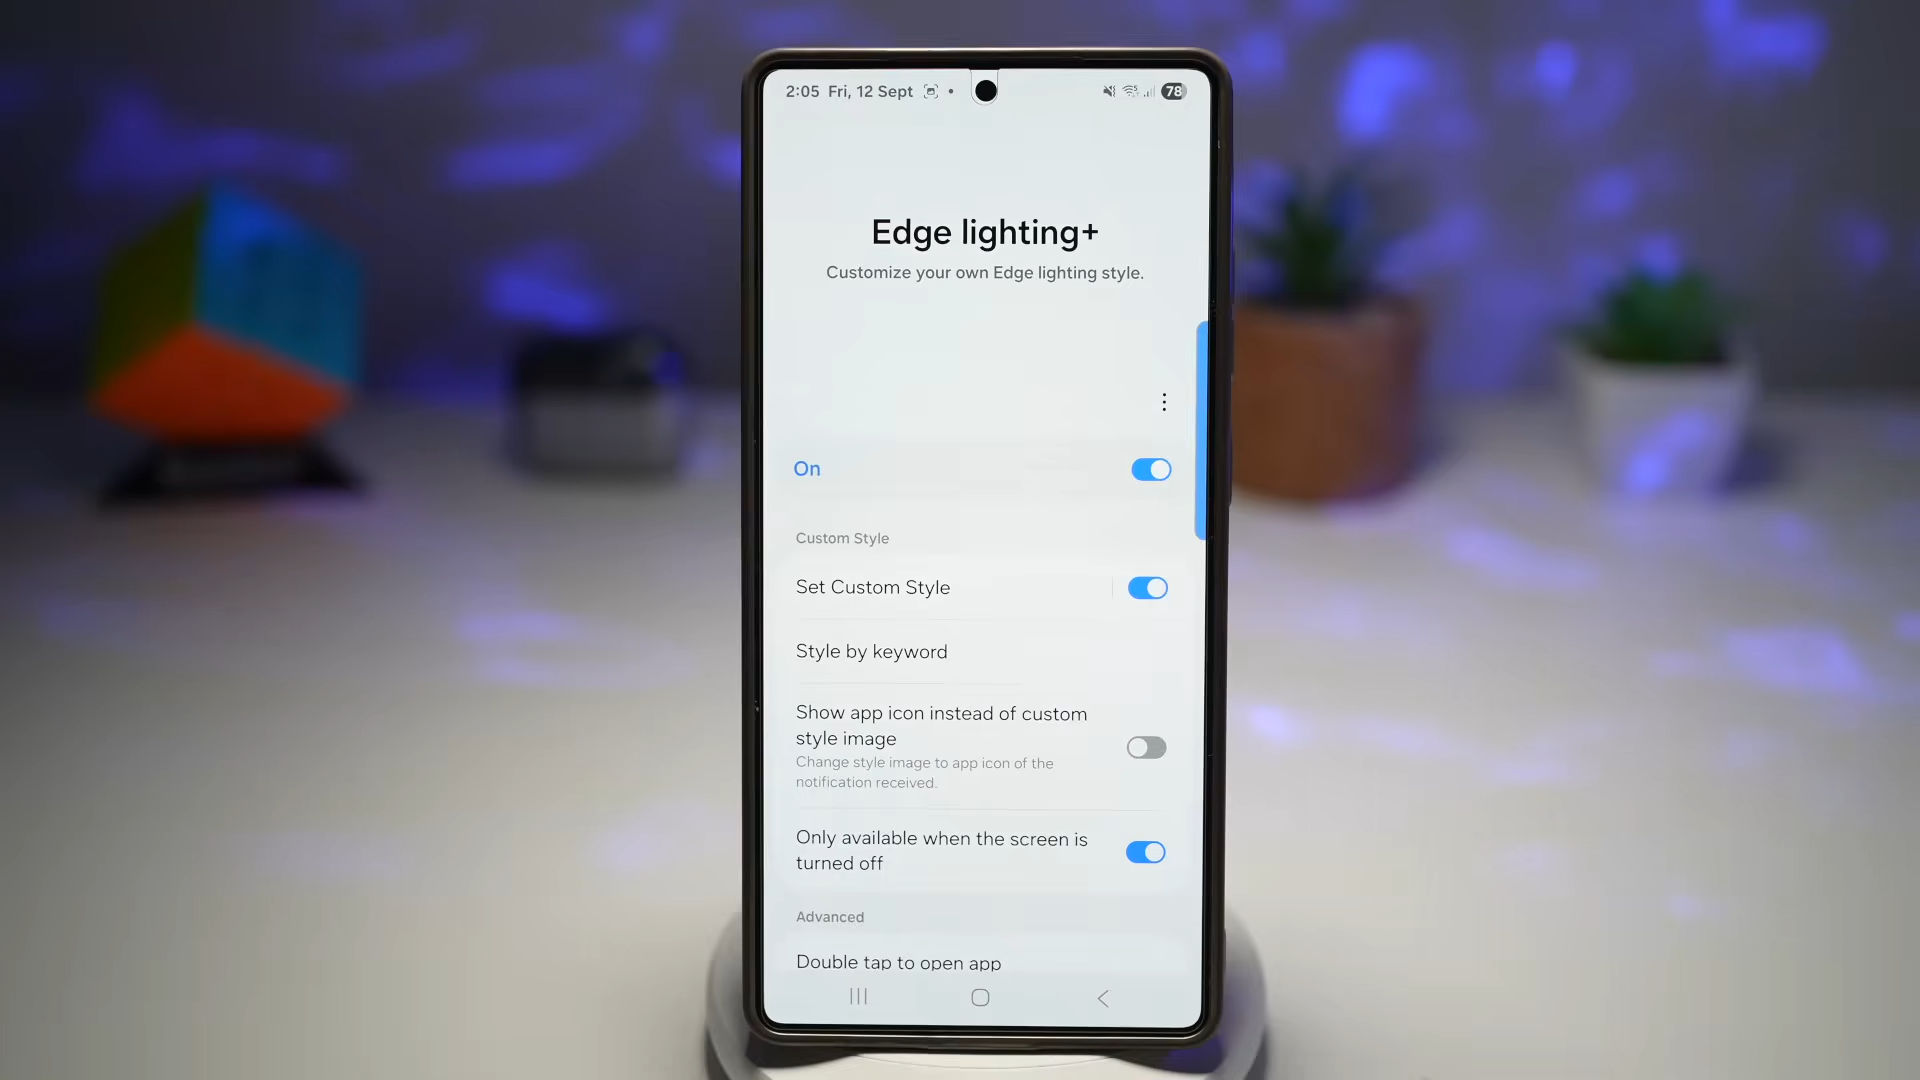 2:05 Fri, 12 Sept
78
Edge lighting+
Customize your own Edge lighting style.
On
Custom Style
Set Custom Style
Style by keyword
Show app icon instead of custom
style image
Change style image to app icon of the
notification received.
Only available when the screen is
turned off
Advanced
Double tap to open app